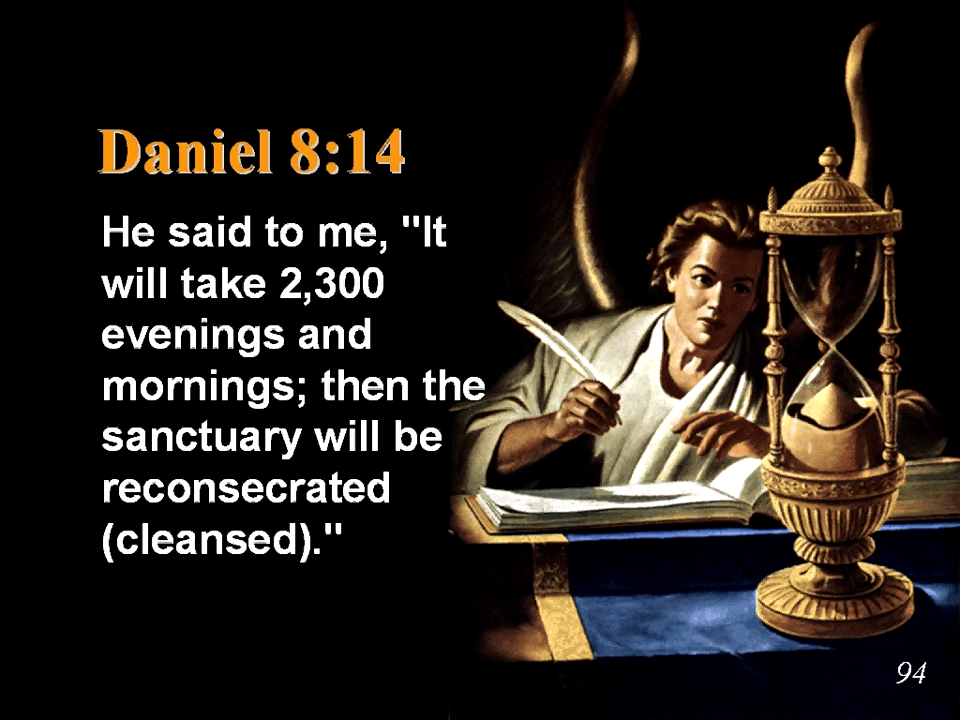 Daniel 8:14
He said to me, "It
will take 2,300
evenings and
mornings; then the
sanctuary will be
reconsecrated
(cleansed)."
94